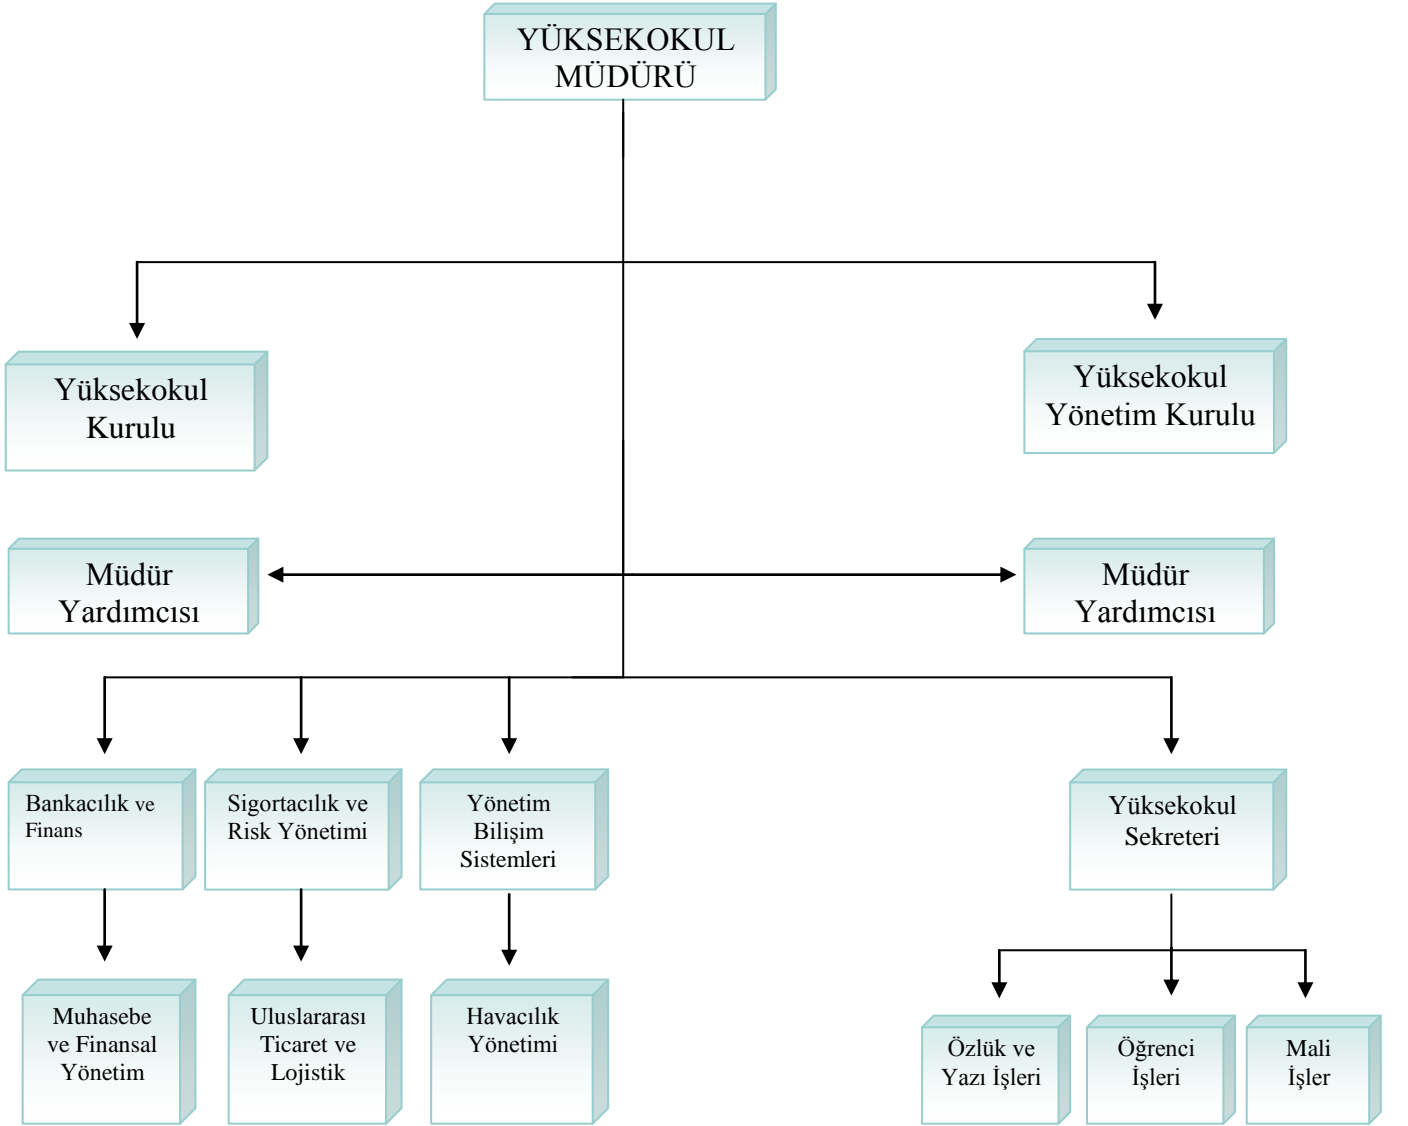 YÜKSEKOKUL
MÜDÜRÜ
Yüksekokul
Kurulu
Yüksekokul
Yönetim Kurulu
Müdür
Yardımcısı
Müdür
Yardımcısı
Bankacılık ve
Finans
Sigortacılık ve
Risk Yönetimi
Yönetim
Bilişim
Sistemleri
Yüksekokul
Sekreteri
Muhasebe
ve Finansal
Yönetim
Uluslararası
Ticaret ve
Lojistik
Havacılık
Yönetimi
Özlük ve
Yazı İşleri
Öğrenci
İşleri
Mali
İşler